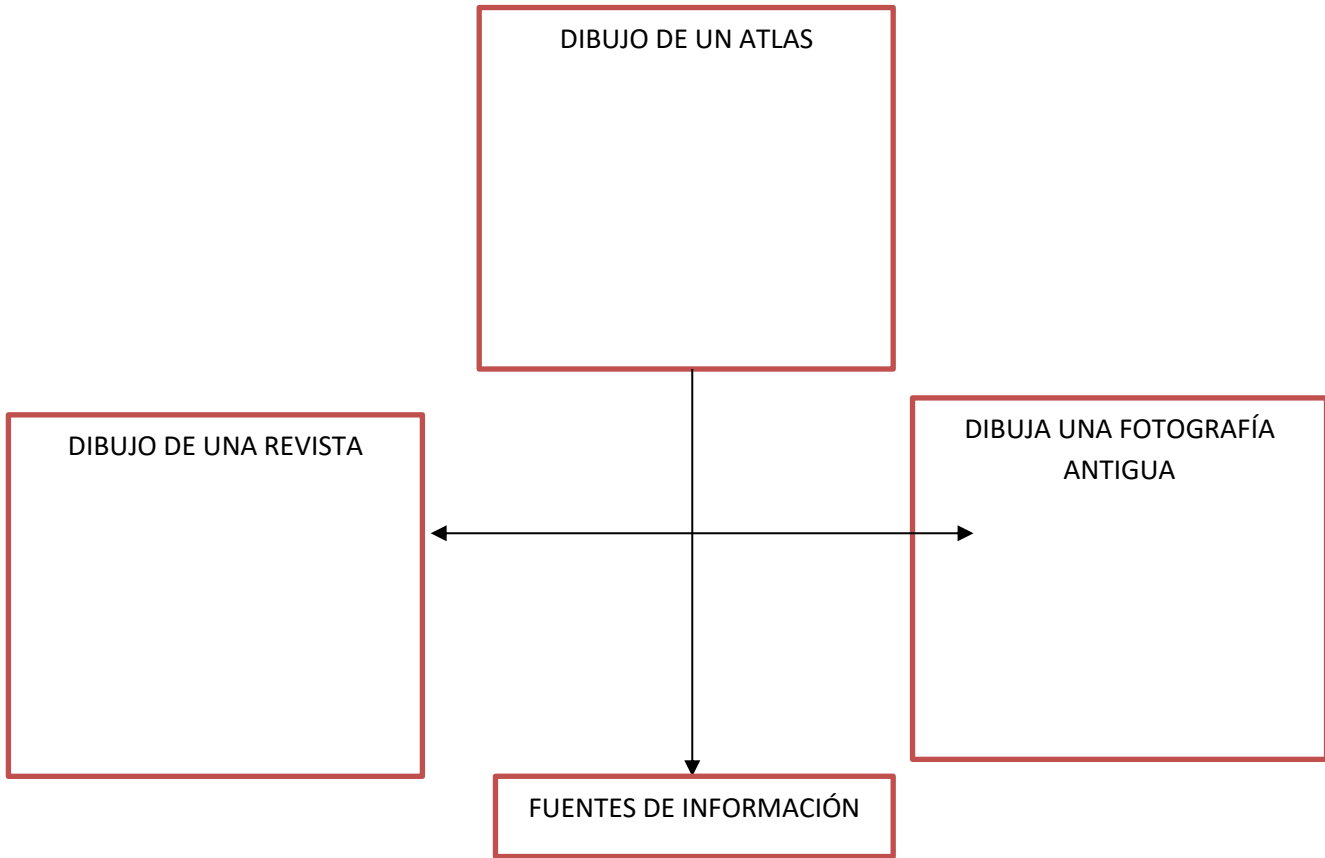 DIBUJO DE UN ATLAS
DIBUJO DE UNA REVISTA
DIBUJA UNA FOTOGRAFÍA
ANTIGUA
FUENTES DE INFORMACIÓN